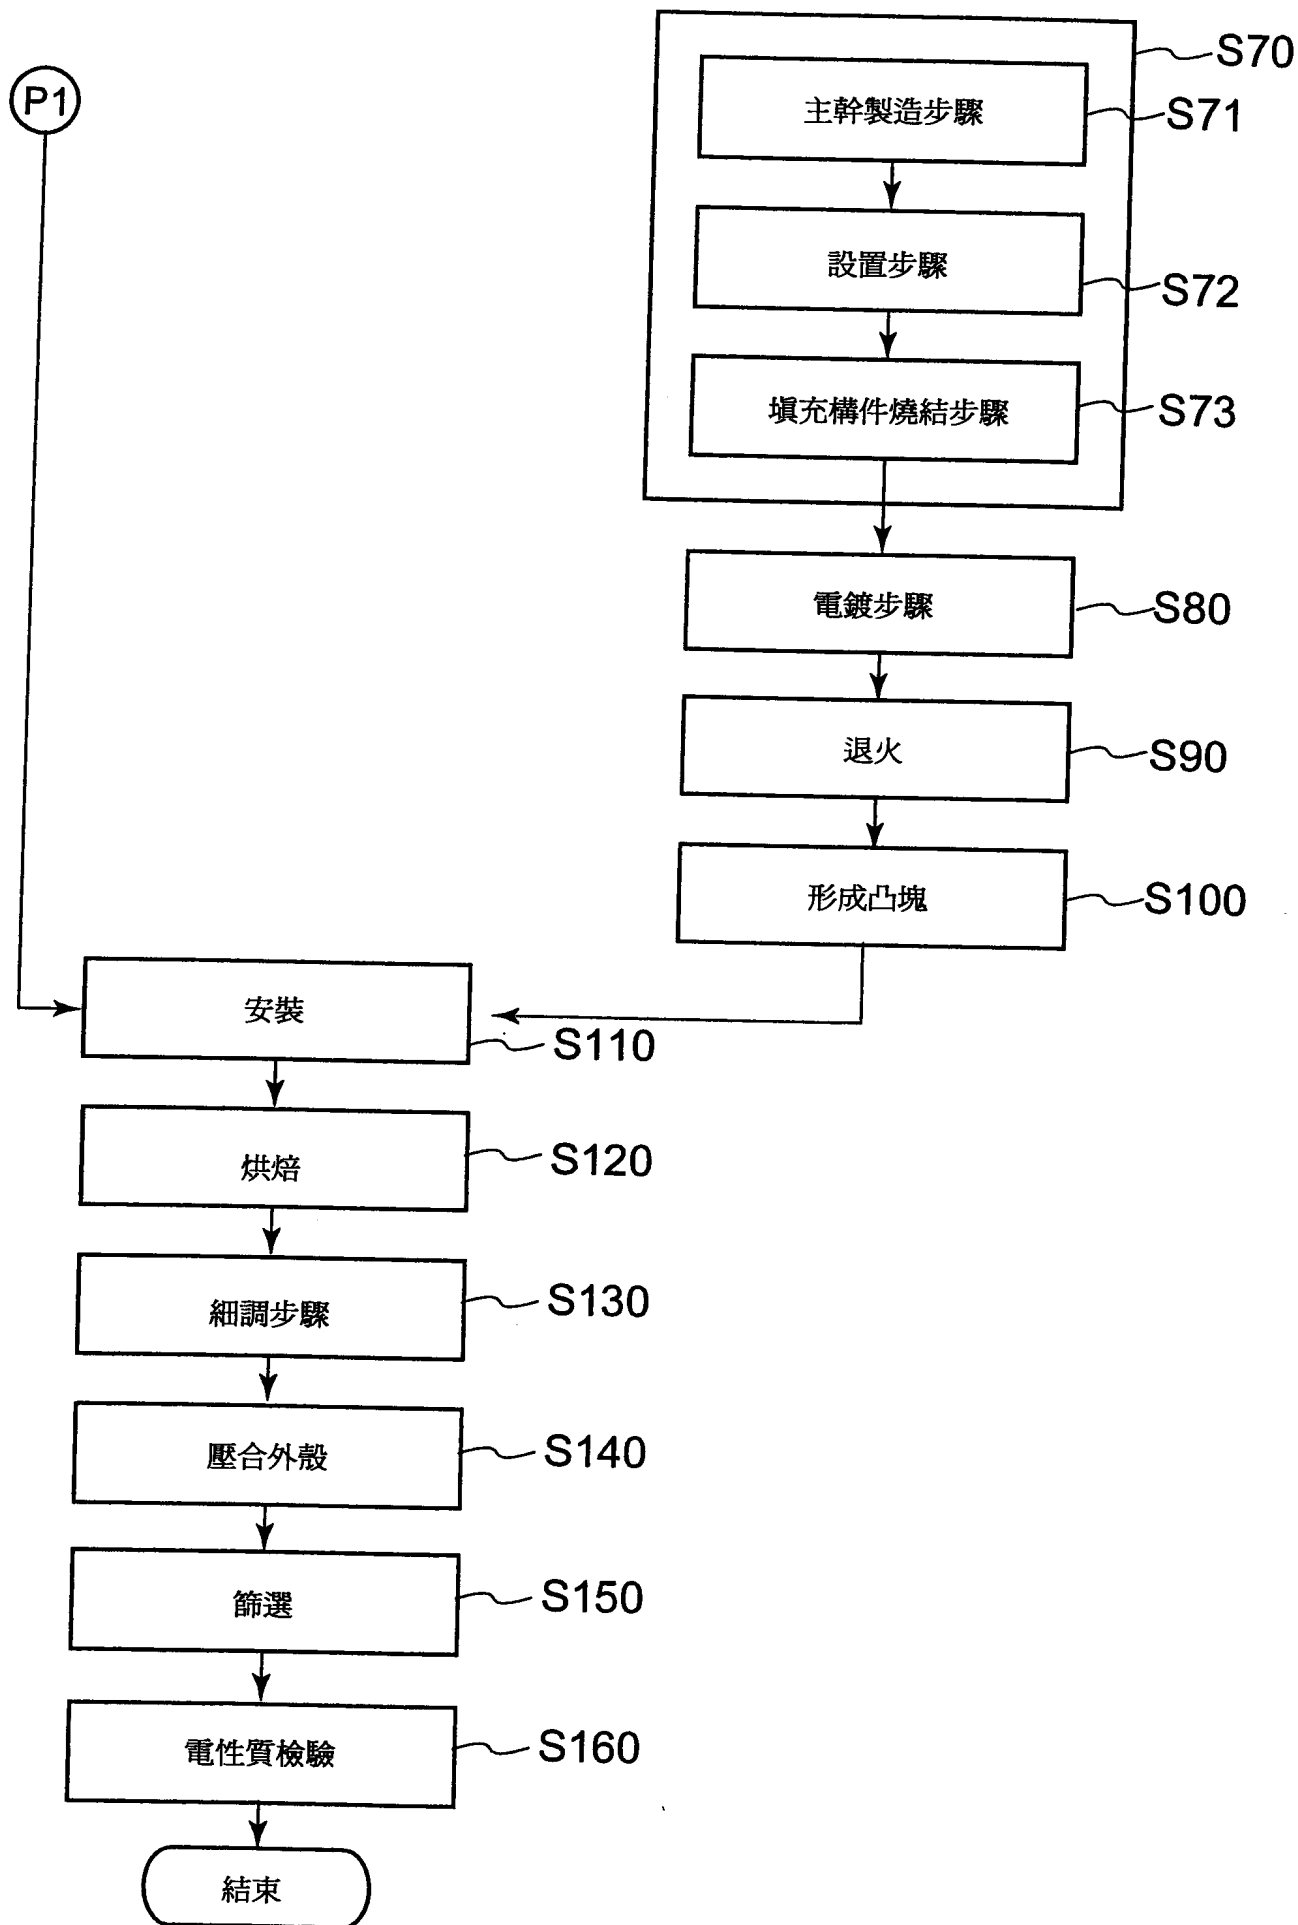 P1
S70
主幹製造步驟
S71
設置步驟
S72
填充構件燒結步驟
S73
電鍍步驟
S80
退火
S90
形成凸塊
S100
安裝
S110
烘焙
S120
細調步驟
S130
壓合外殼
S140
篩選
S150
電性質檢驗
S160
結束